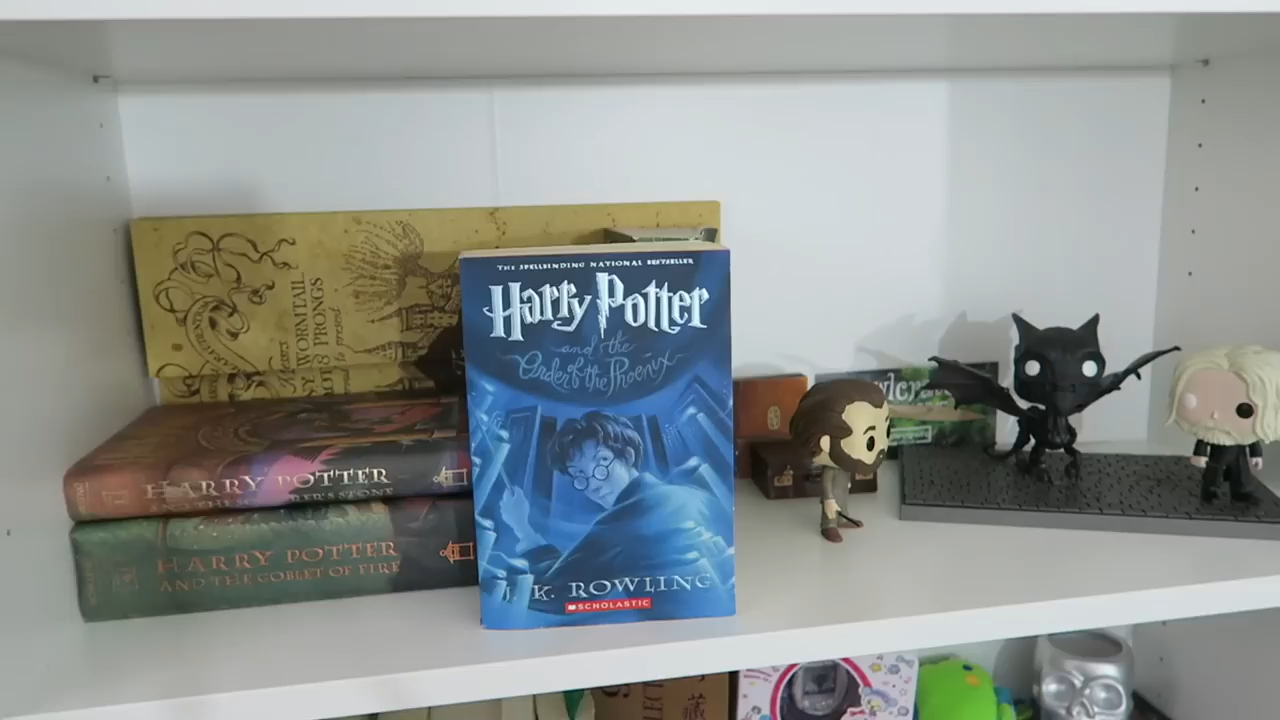 WORMTAIL
& PRONGS
HARRY POTTER
HARRY POTTER
AND THE GOBLET OF FIRE
THE SPELLBINDING NATIONAL BESTSELLER
Harry Potter
and the
Order of the Phoenix
J. K. ROWLING
SCHOLASTIC
藏